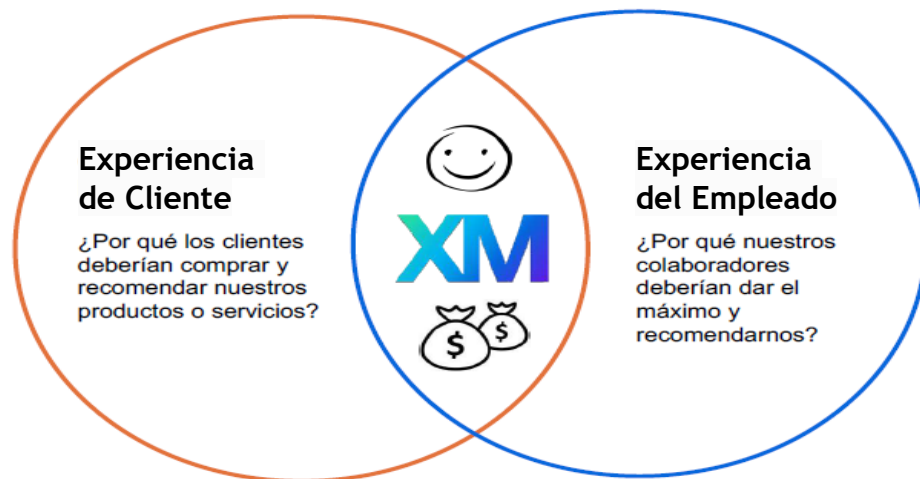 Experiencia
de Cliente
¿Por qué los clientes
deberían comprar y
recomendar nuestros
productos o servicios?
XM
$
$
Experiencia
del Empleado
¿Por qué nuestros
colaboradores
deberían dar el
máximo y
recomendarnos?